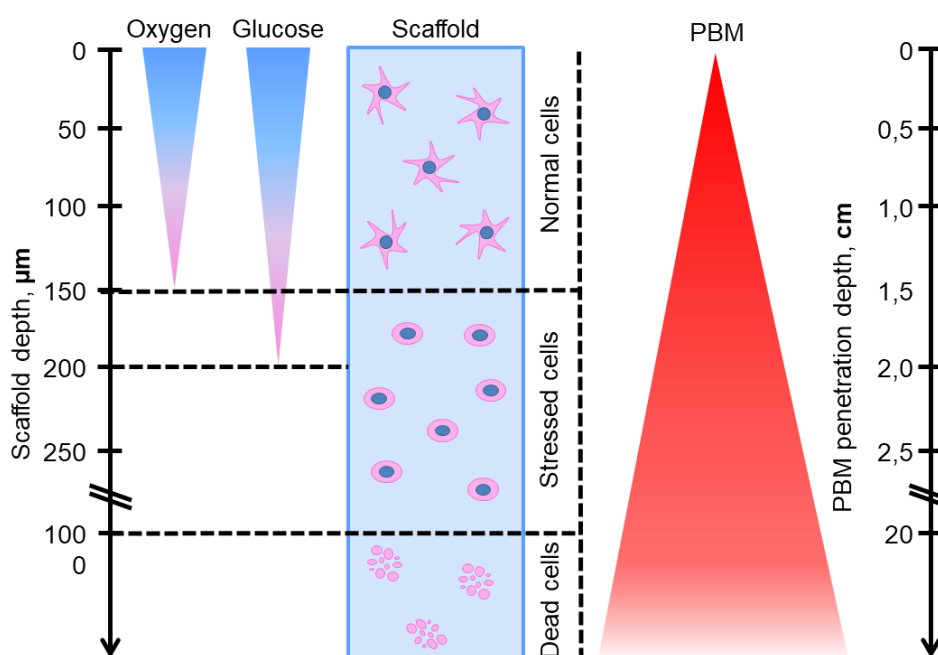 Oxygen Glucose Scaffold PBM
Scaffold depth, µm
0
50
100
150
200
250
100
0
Normal cells
Stressed cells
Dead cells
PBM penetration depth, cm
0
0,5
1,0
1,5
2,0
2,5
20